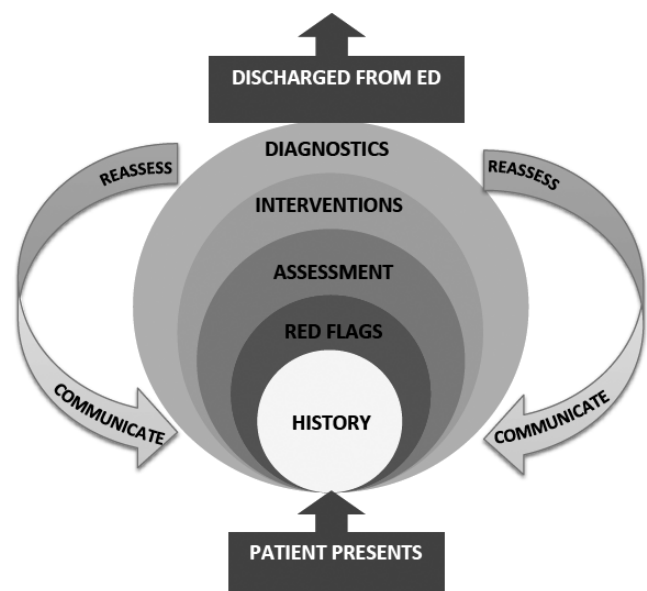 DISCHARGED FROM ED
DIAGNOSTICS
REASSESS
REASSESS
INTERVENTIONS
ASSESSMENT
RED FLAGS
COMMUNICATE
COMMUNICATE
HISTORY
PATIENT PRESENTS